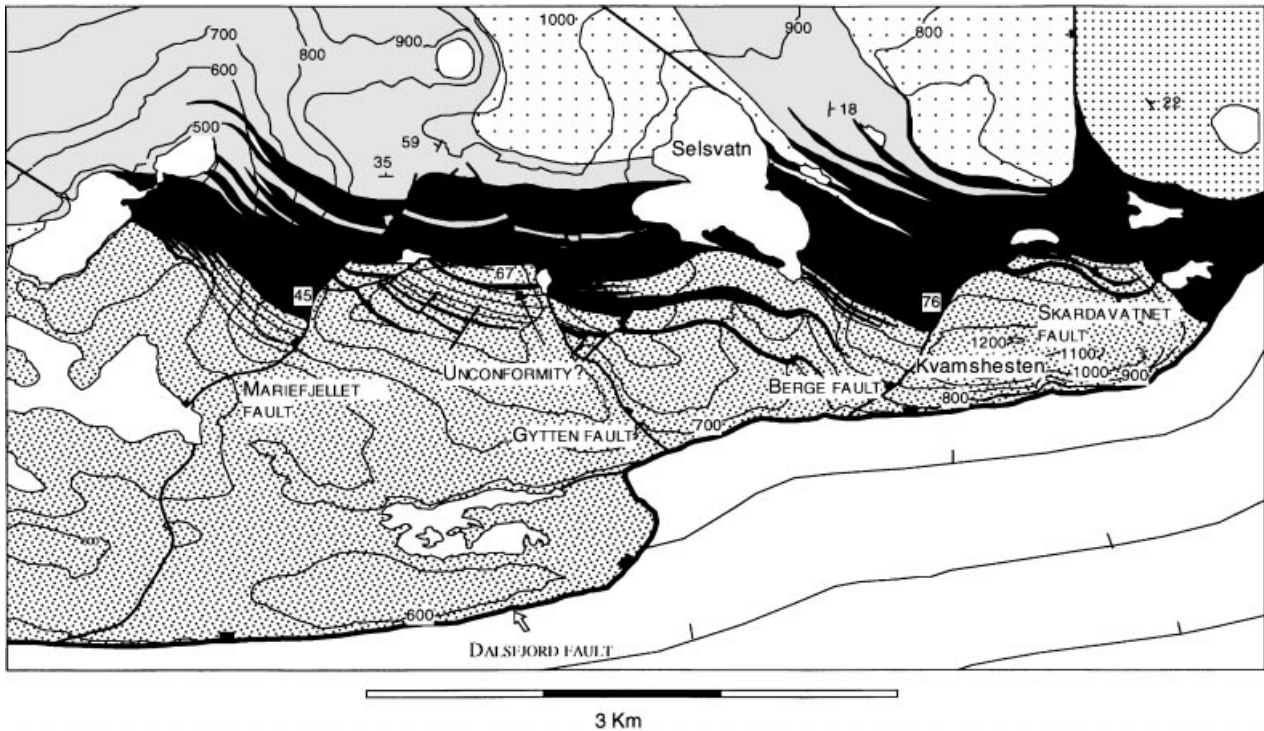 1000
700
800
900
600
900
800
18
22
500
59
35
Selsvatn
67
45
76
SKARDAVATNET
FAULT
1200
1100
1000
900
Kvamshesten
UNCONFORMITY?
MARIEFJELLET
FAULT
BERGE FAULT
800
GYTTEN FAULT
700
600
DALSFJORD FAULT
3 Km